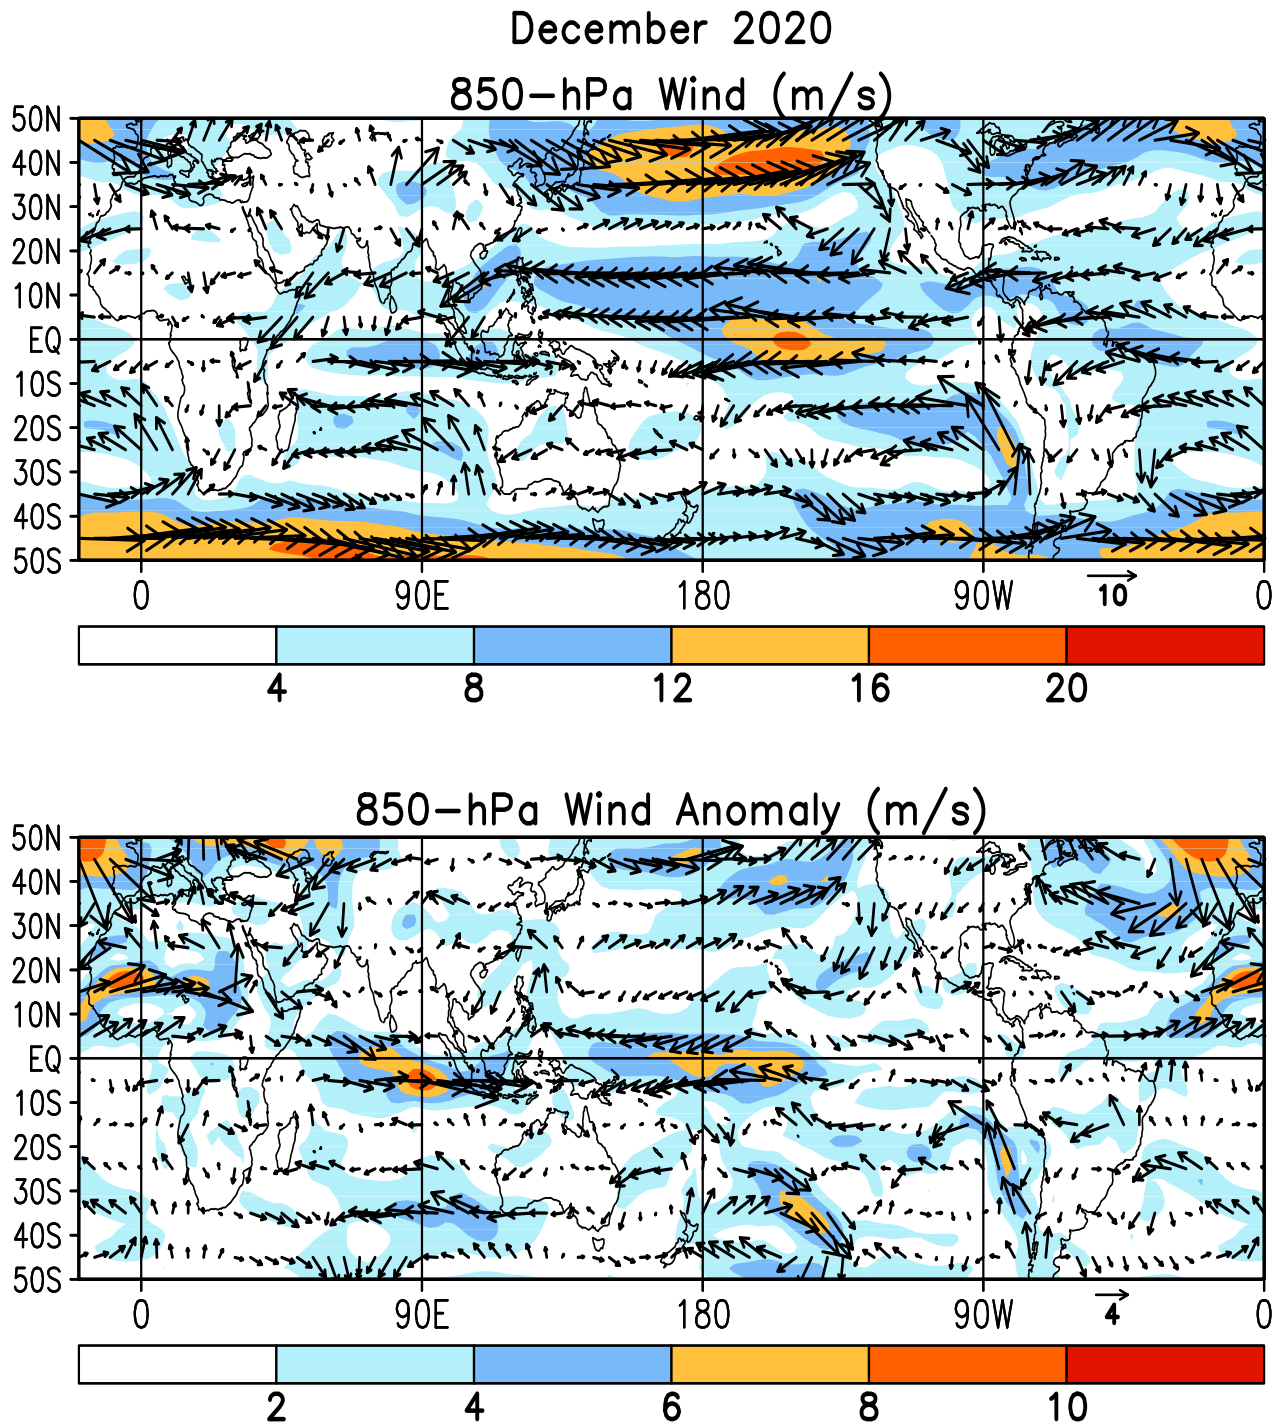 December 2020
850-hPa Wind (m/s)
50N
40N
30N
20N
10N
EQ
10S
20S
30S
40S
50S
0 90E 180 90W 0
10
4 8 12 16 20
850-hPa Wind Anomaly (m/s)
50N
40N
30N
20N
10N
EQ
10S
20S
30S
40S
50S
0 90E 180 90W 0
4
2 4 6 8 10